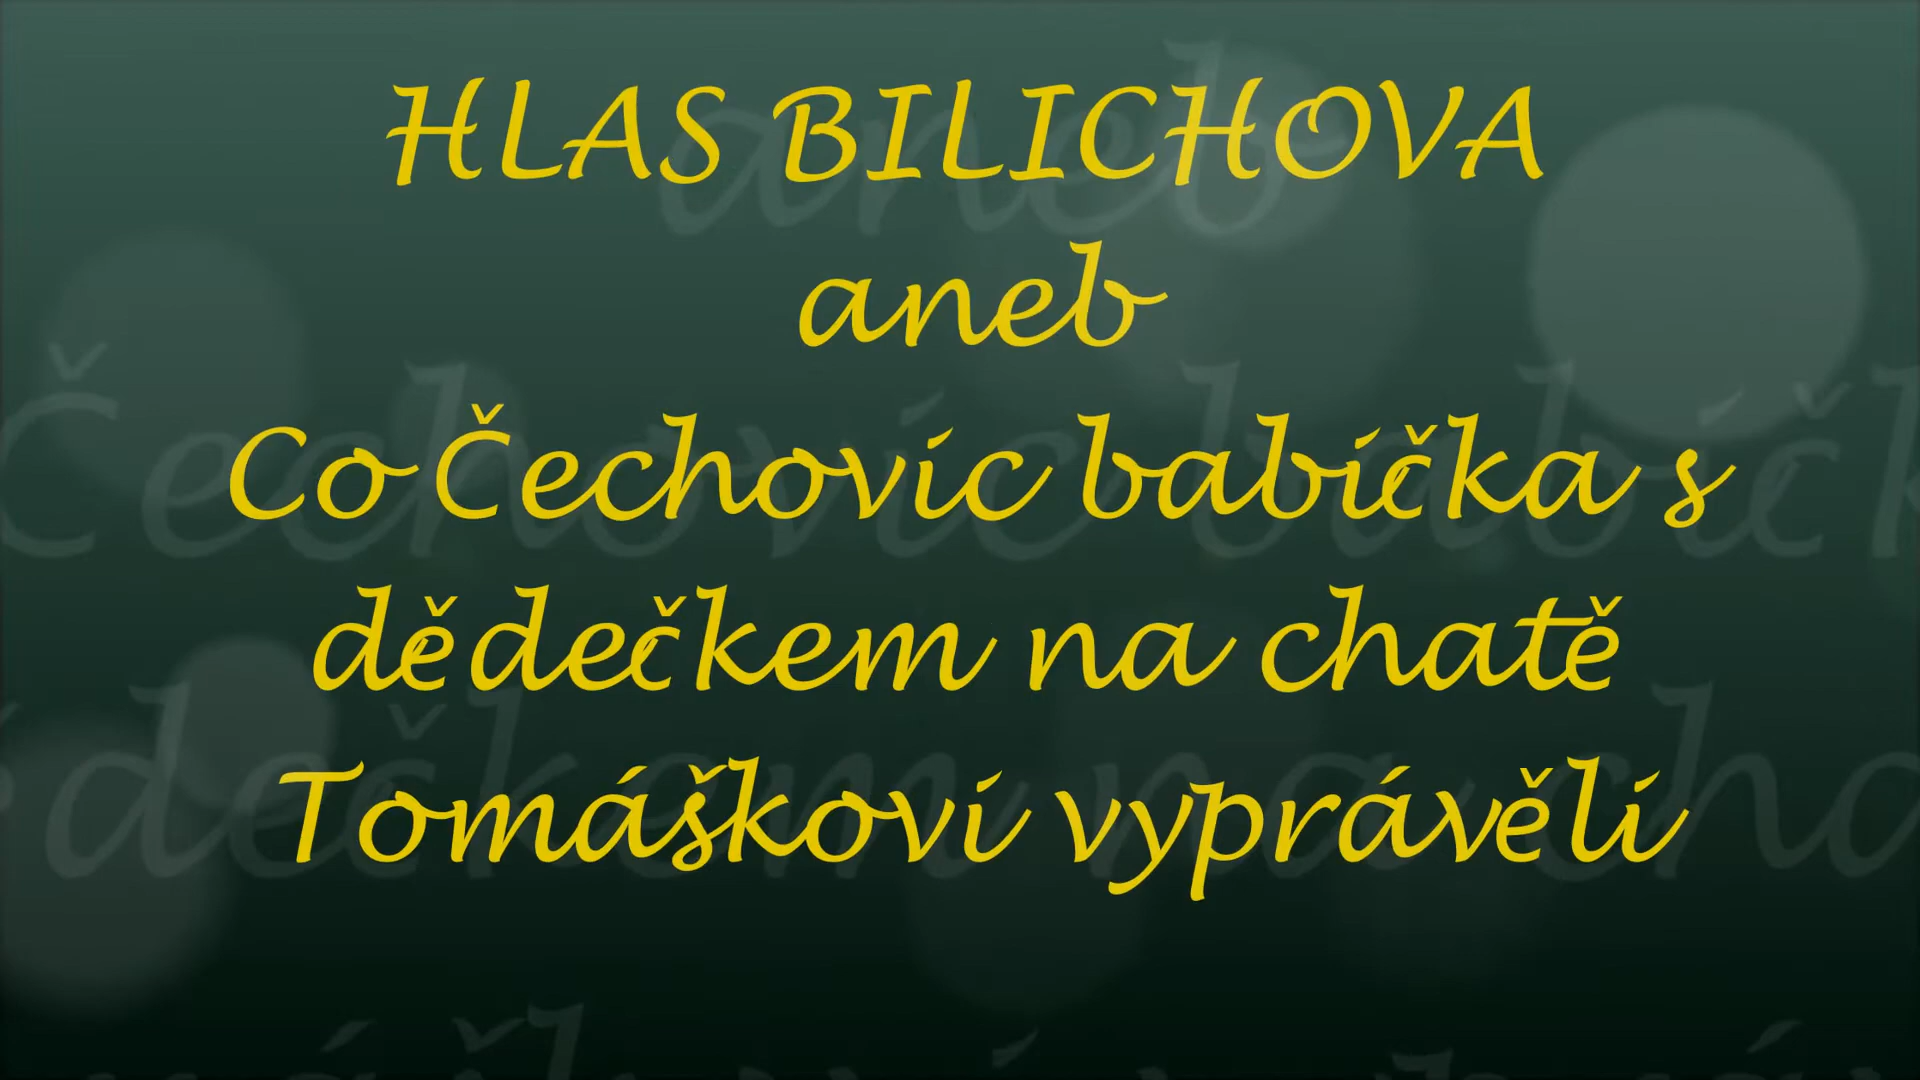 HLAS BILICHOVA
aneb
Co Čechovic babička s
dědečkem na chatě
Tomáškovi vyprávěli